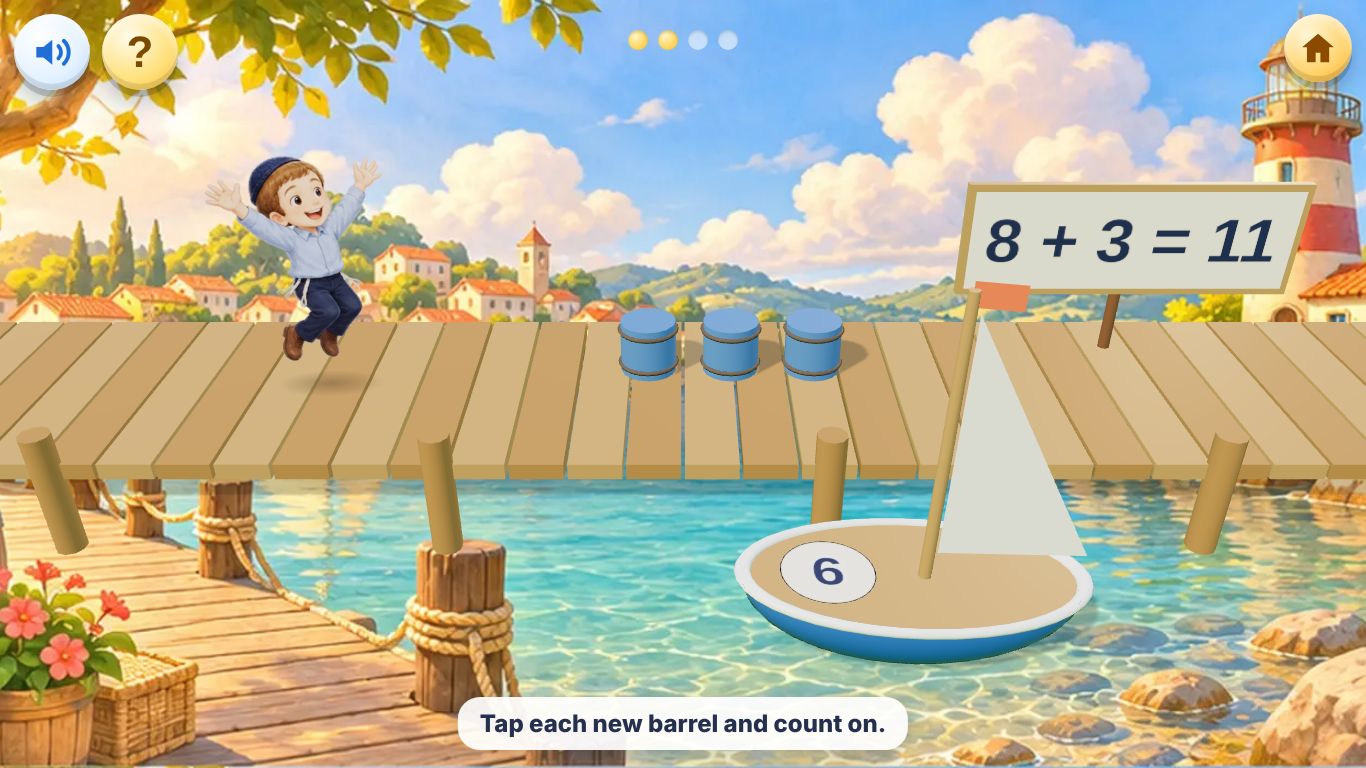 ?
8 + 3 = 11
6
Tap each new barrel and count on.